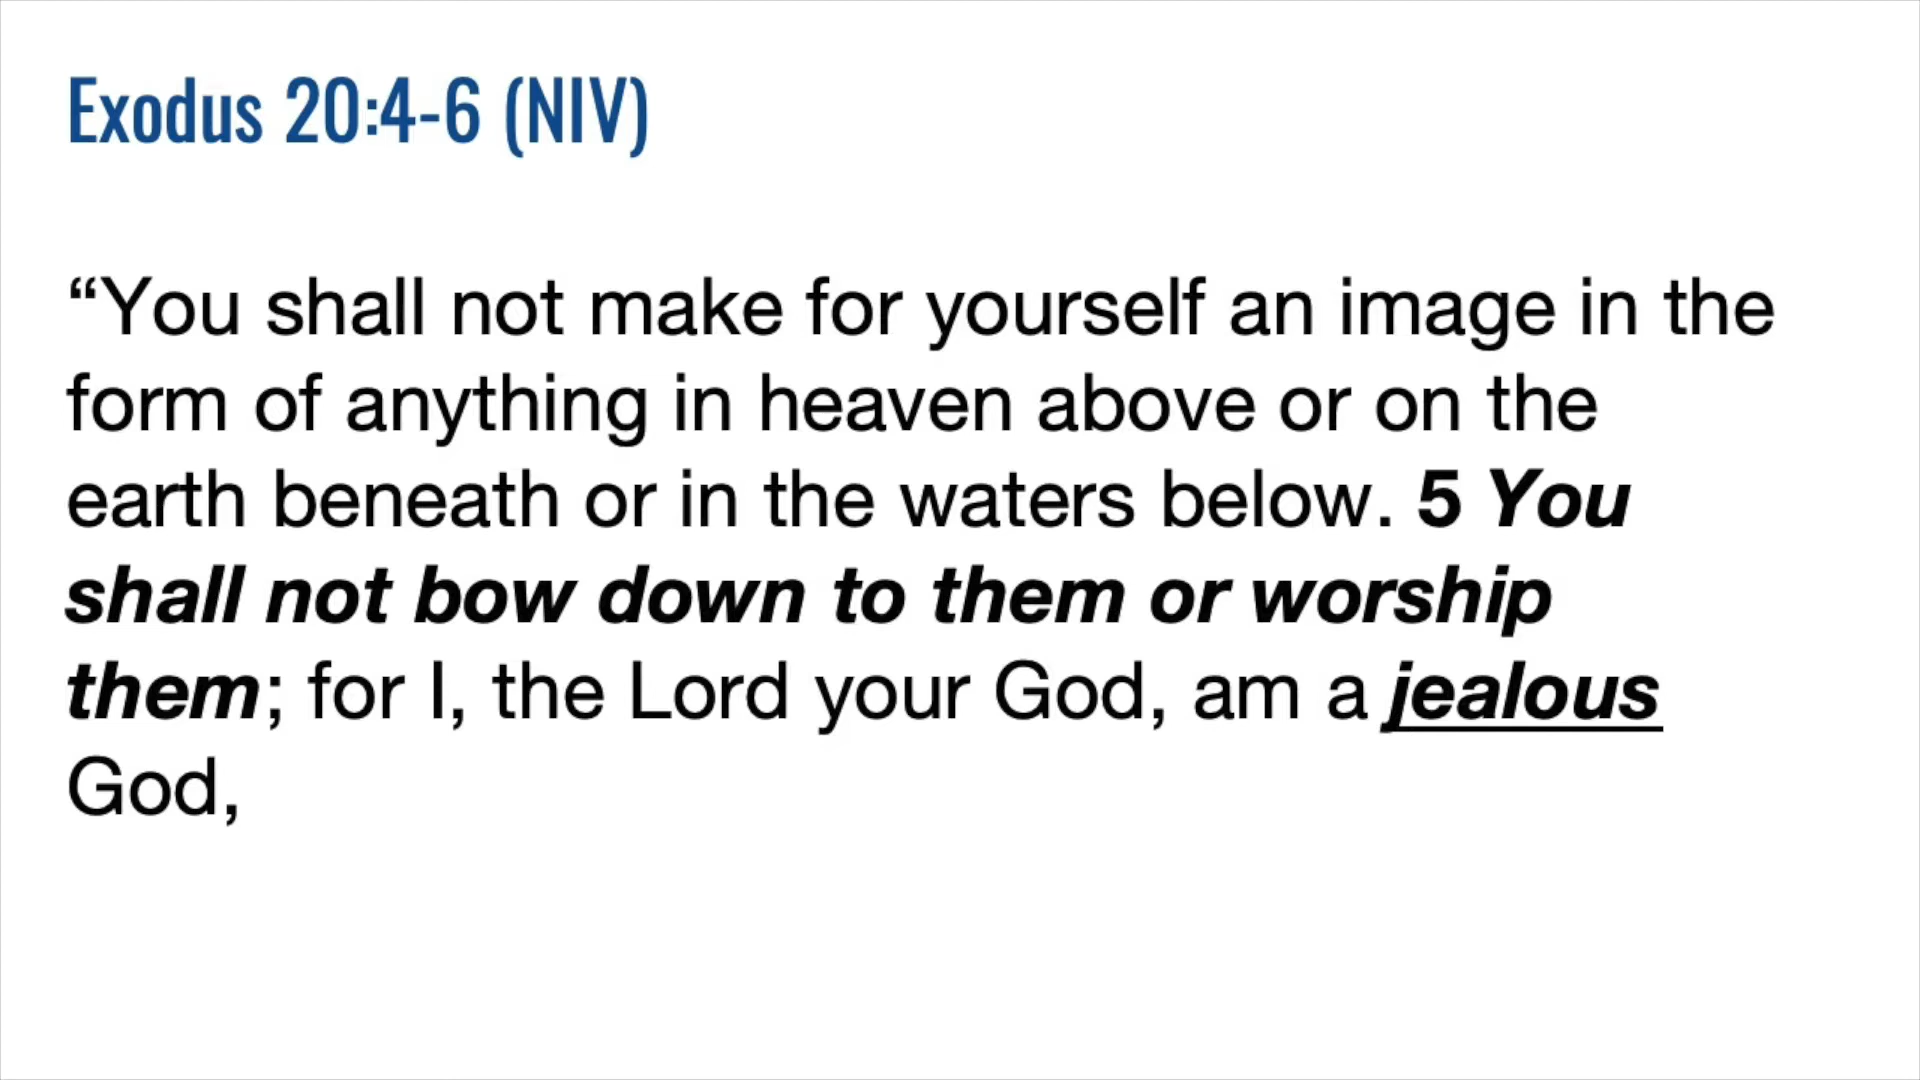 Exodus 20:4-6 (NIV)
“You shall not make for yourself an image in the
form of anything in heaven above or on the
earth beneath or in the waters below. 5 You
shall not bow down to them or worship
them; for I, the Lord your God, am a jealous
God,